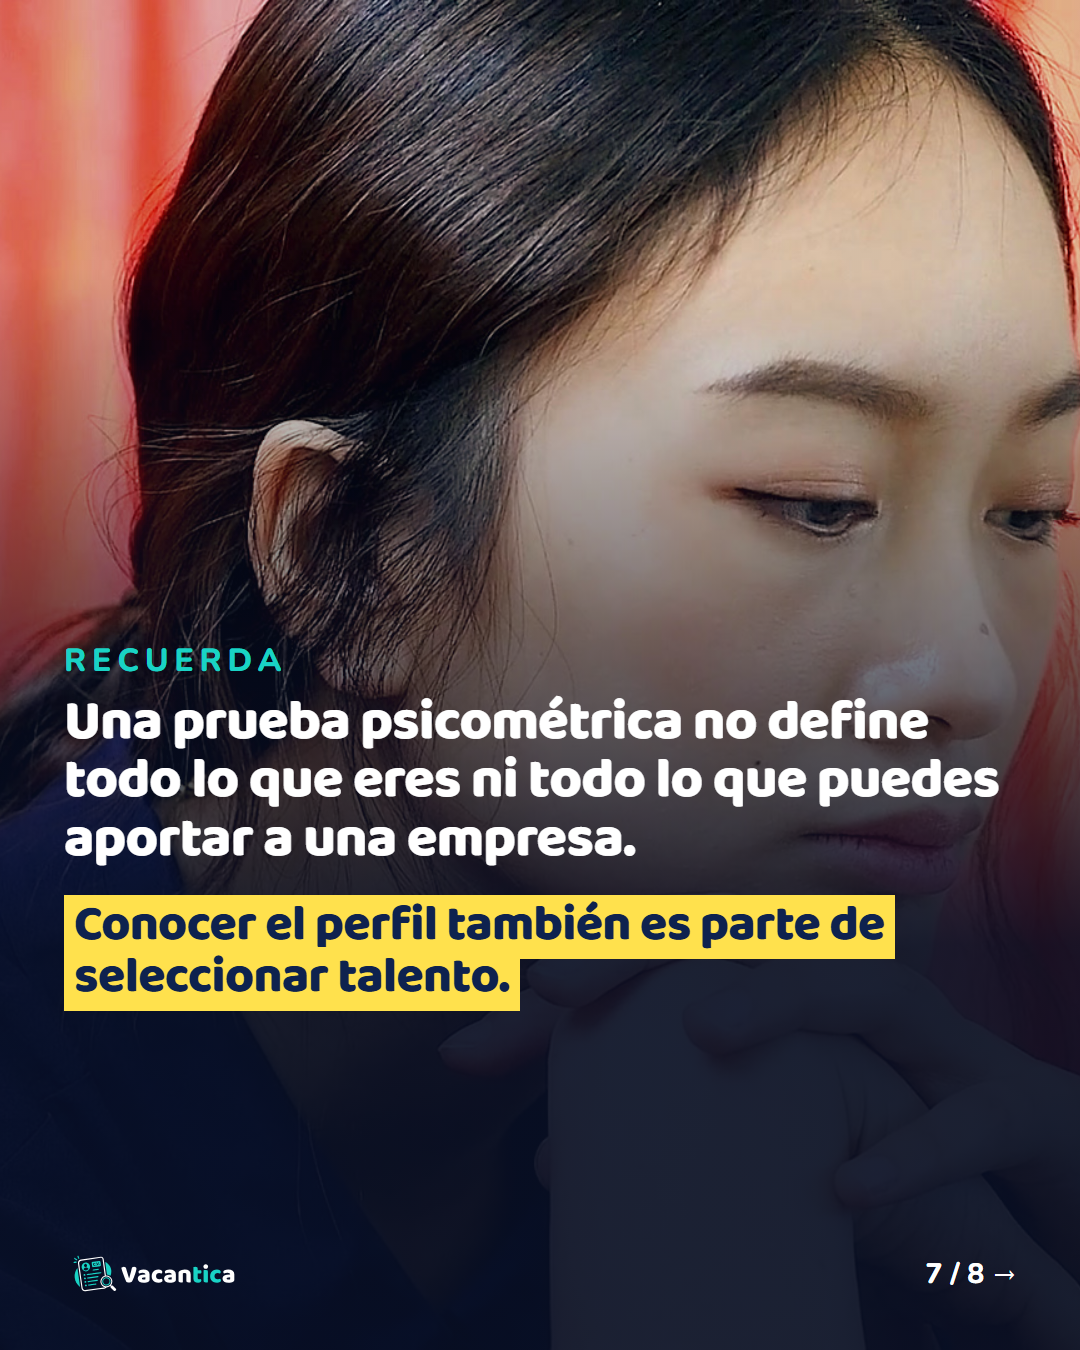 RECUERDA
Una prueba psicométrica no define
todo lo que eres ni todo lo que puedes
aportar a una empresa.
Conocer el perfil también es parte de
seleccionar talento.
Vacantica
7 / 8 →